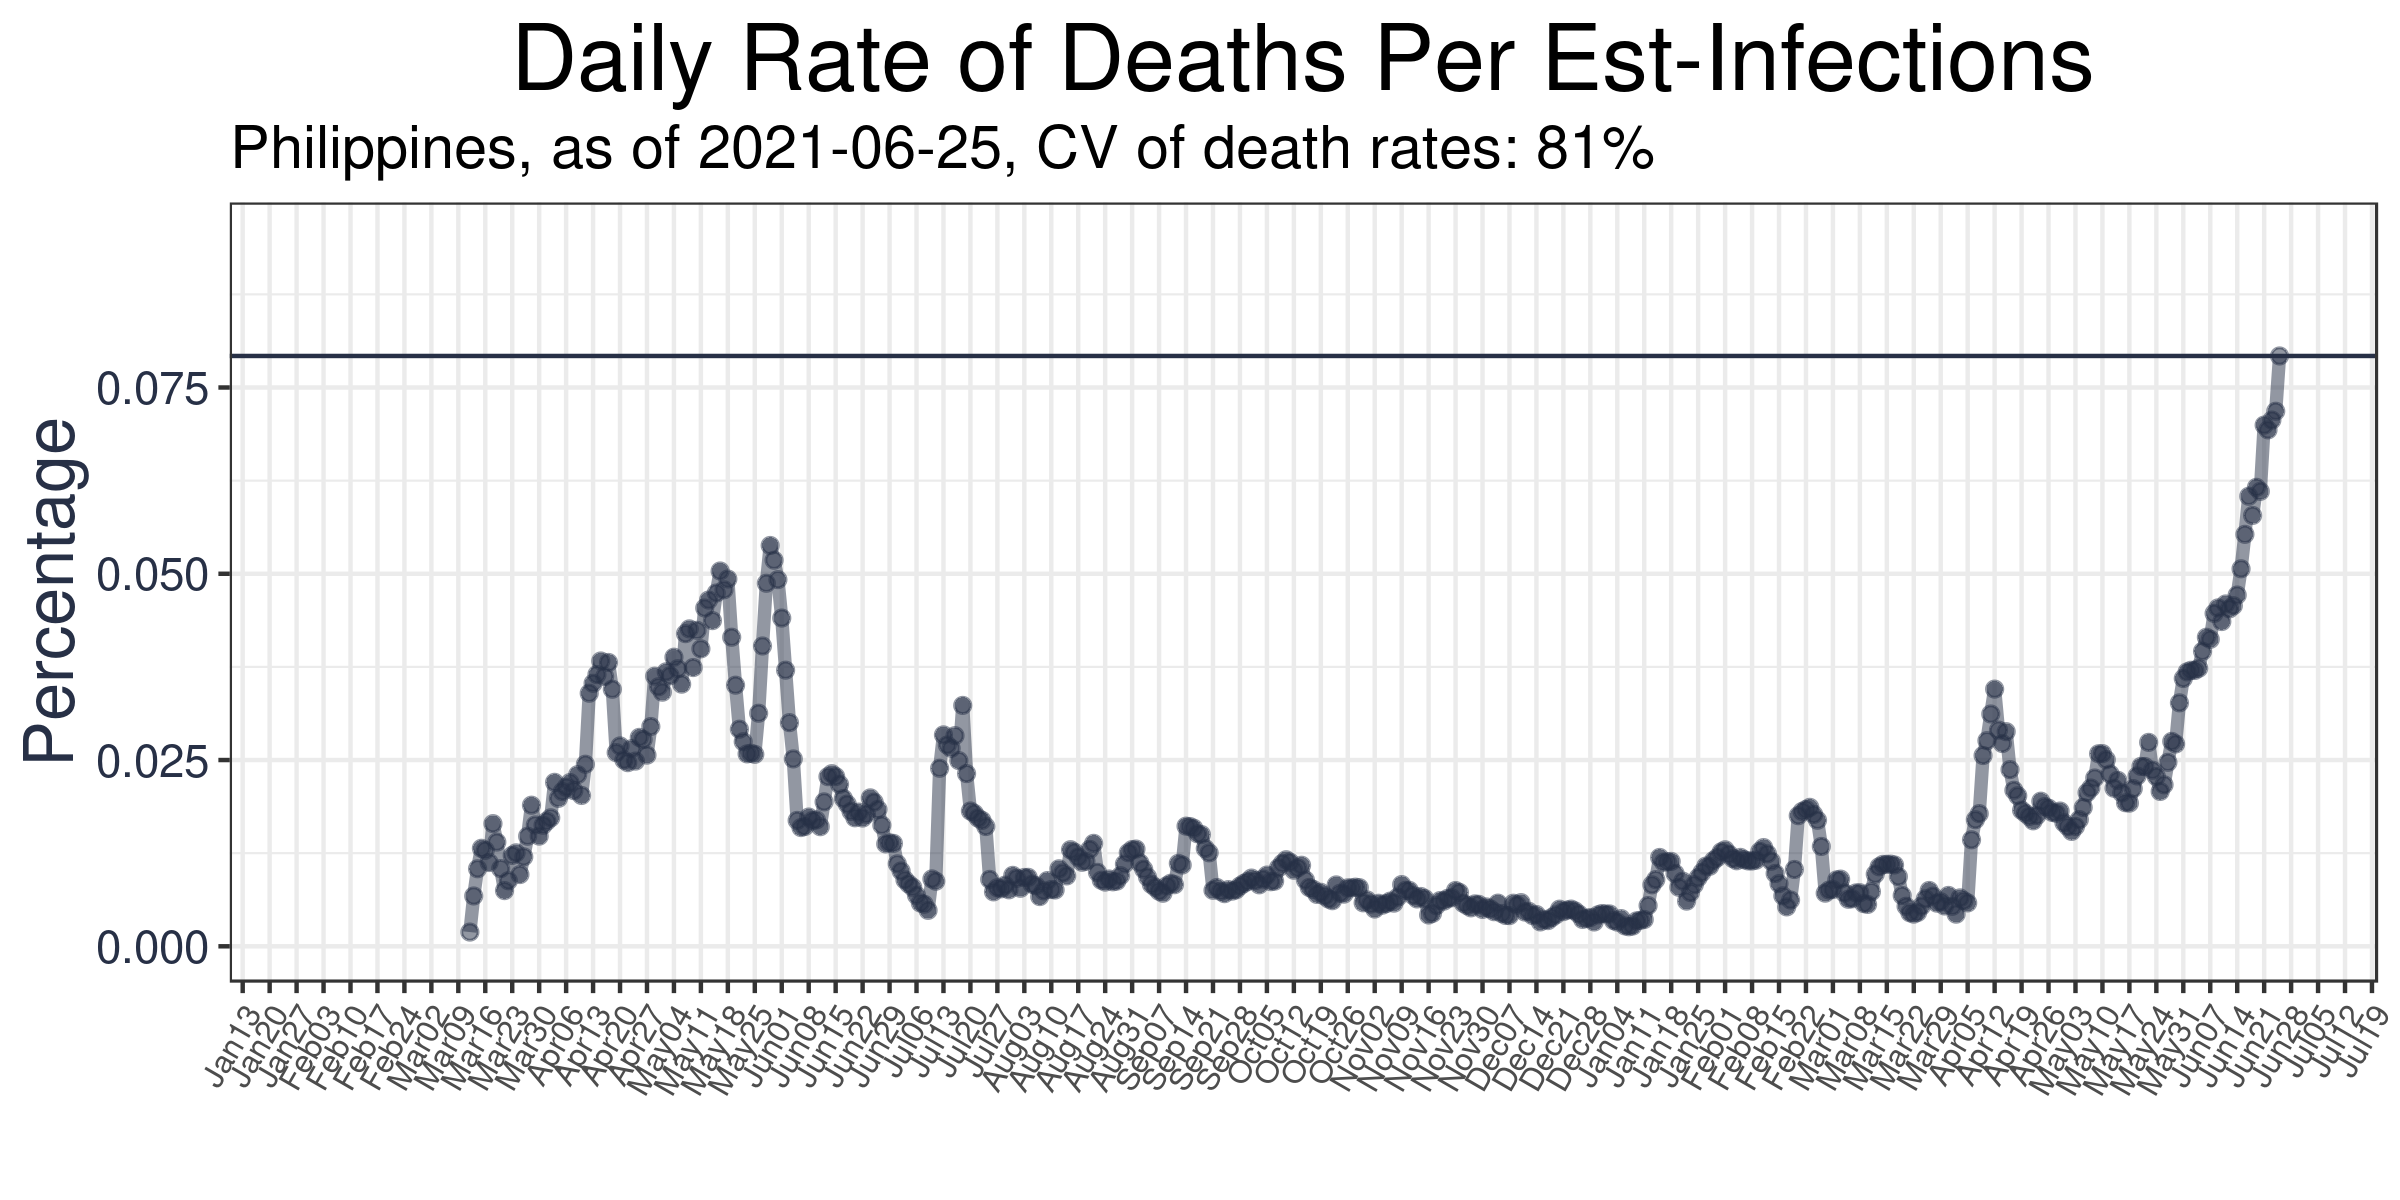 Daily Rate of Deaths Per Est-Infections
Philippines, as of 2021-06-25, CV of death rates: 81%
Percentage
0.075
0.050
0.025
0.000
Jan13
Jan20
Jan27
Feb03
Feb10
Feb17
Feb24
Mar02
Mar09
Mar16
Mar23
Mar30
Apr06
Apr13
Apr20
Apr27
May04
May11
May18
May25
Jun01
Jun08
Jun15
Jun22
Jun29
Jul06
Jul13
Jul20
Jul27
Aug03
Aug10
Aug17
Aug24
Aug31
Sep07
Sep14
Sep21
Sep28
Oct05
Oct12
Oct19
Oct26
Nov02
Nov09
Nov16
Nov23
Nov30
Dec07
Dec14
Dec21
Dec28
Jan04
Jan11
Jan18
Jan25
Feb01
Feb08
Feb15
Feb22
Mar01
Mar08
Mar15
Mar22
Mar29
Apr05
Apr12
Apr19
Apr26
May03
May10
May17
May24
May31
Jun07
Jun14
Jun21
Jun28
Jul05
Jul12
Jul19